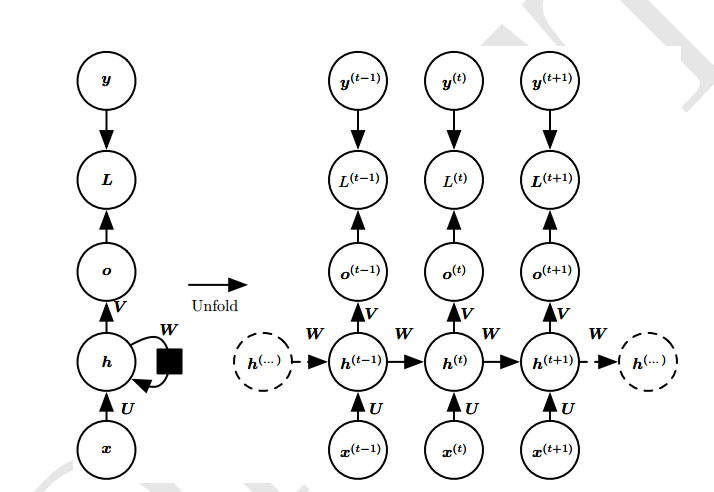 y y^(t−1) y^(t) y^(t+1)
L L^(t−1) L^(t) L^(t+1)
o o^(t−1) o^(t) o^(t+1)
Unfold
V V V V
W W W W W
h h^(...) h^(t−1) h^(t) h^(t+1) h^(...)
U U U U
x x^(t−1) x^(t) x^(t+1)